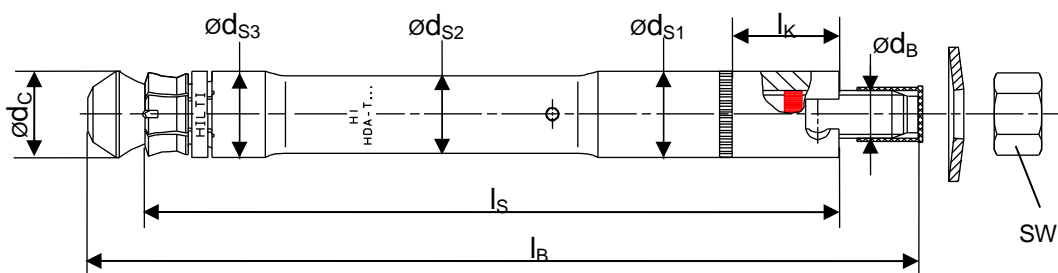 ød_S3
ød_S2
ød_S1
l_K
ød_B
ød_C
HILTI
HI
HDA-T...
l_S
l_B
SW